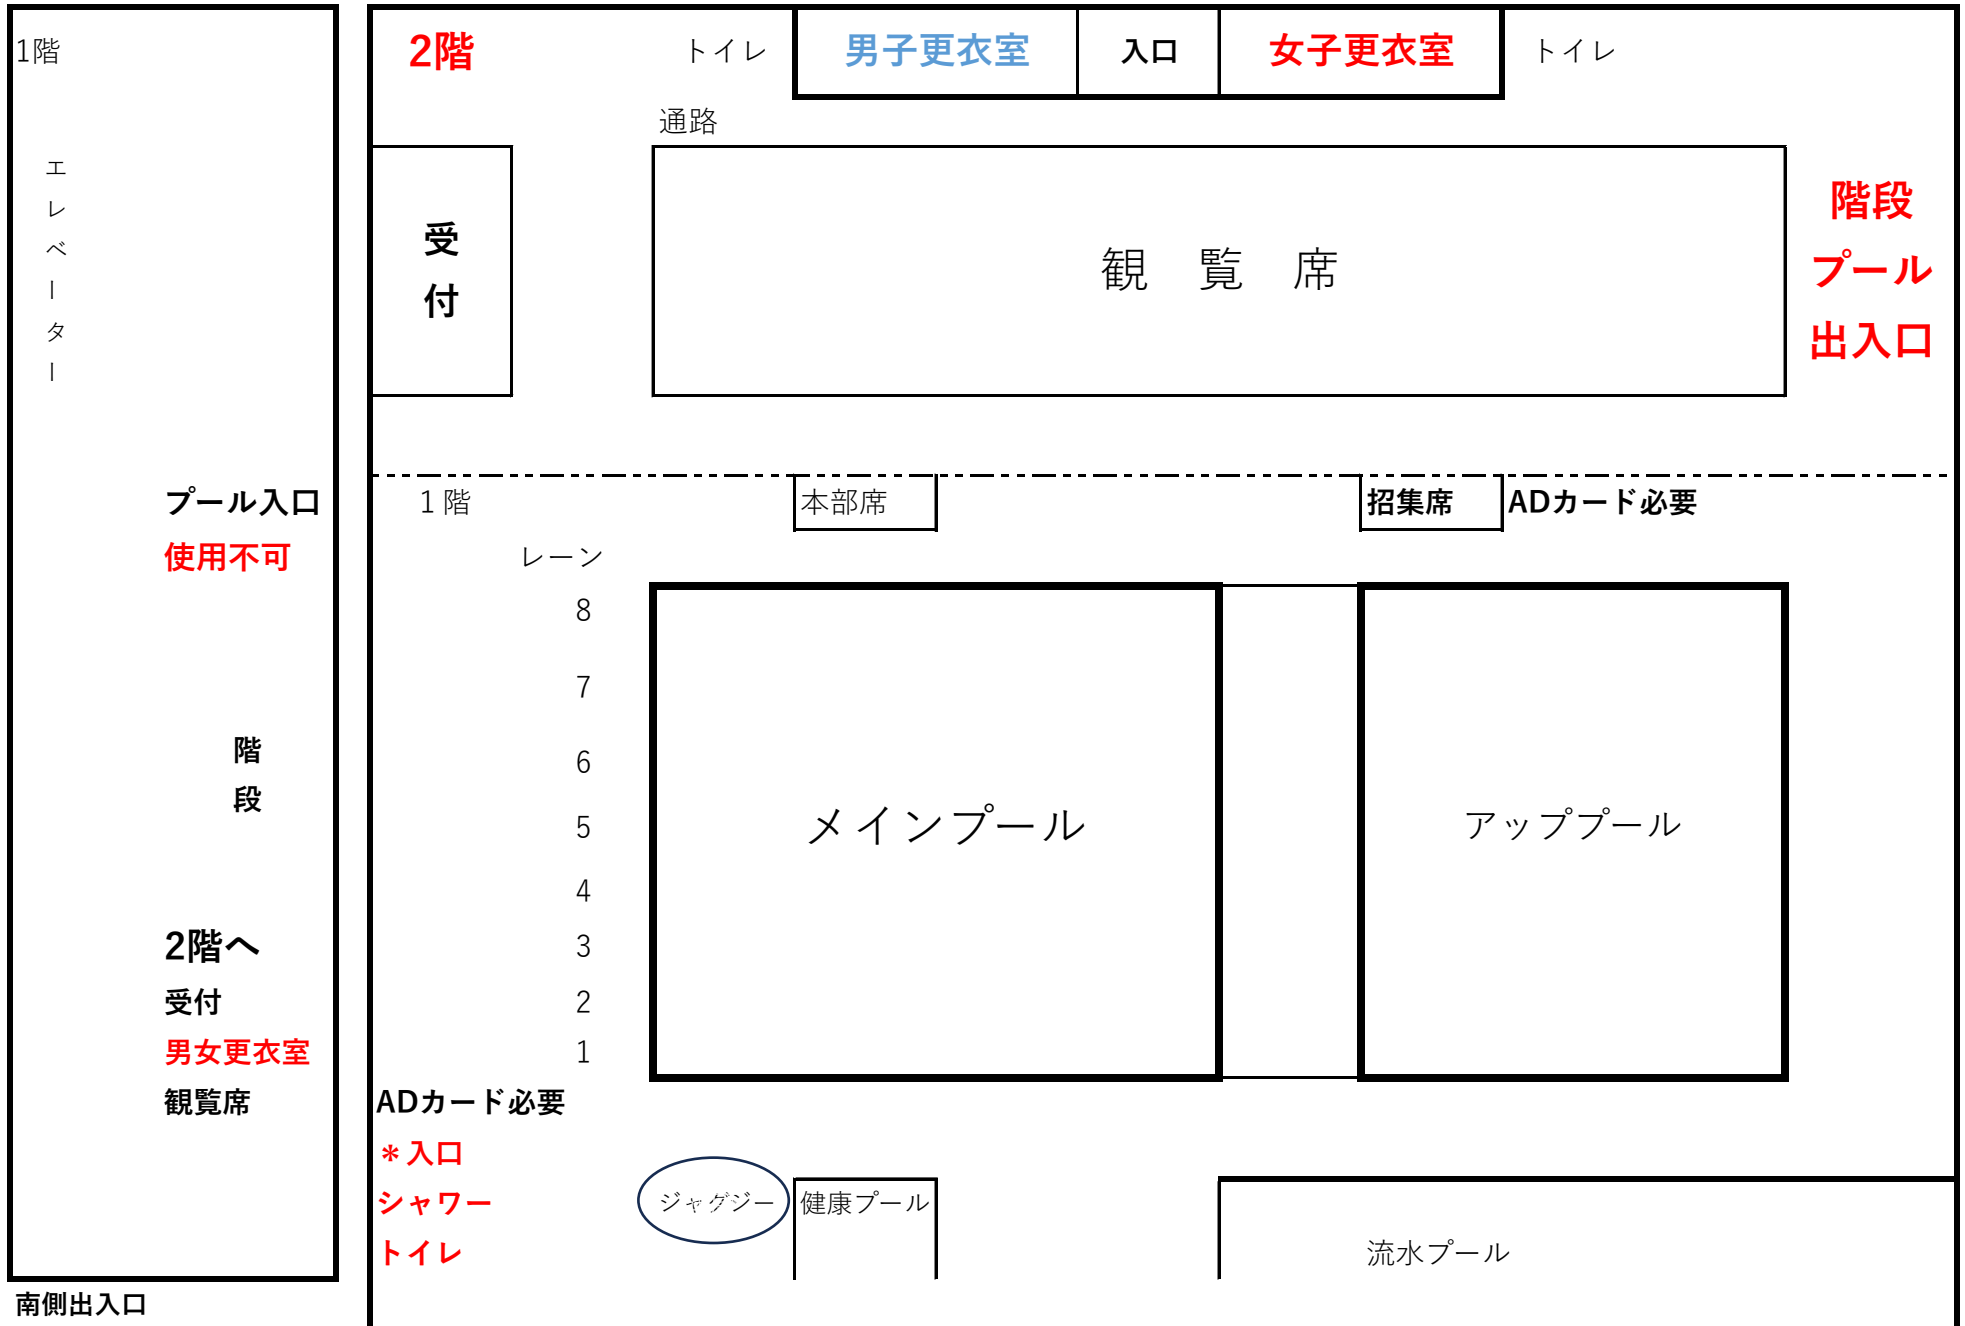 1階
エレベーター
プール入口
使用不可
階段
2階へ
受付
男女更衣室
観覧席
南側出入口
2階
トイレ
男子更衣室
入口
女子更衣室
トイレ
通路
受付
観 覧 席
階段
プール
出入口
１階
本部席
招集席
ADカード必要
レーン
8
7
6
5
4
3
2
1
メインプール
アッププール
ADカード必要
＊入口
シャワー
トイレ
ジャグジー
健康プール
流水プール